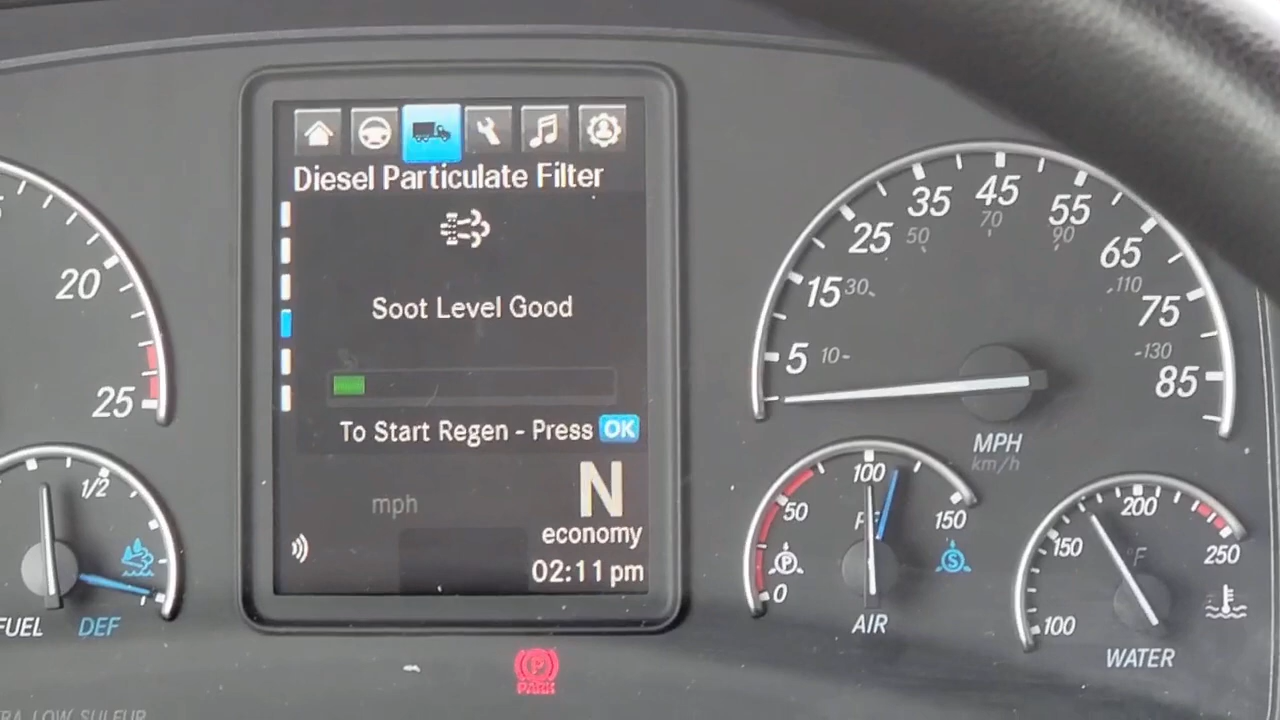 Diesel Particulate Filter
Soot Level Good
To Start Regen - Press OK
mph
N
economy
02:11 pm
20
25
1/2
FUEL DEF
5
15
25
35
45
55
65
75
85
10
30
50
70
90
110
130
MPH
km/h
0
50
100
150
P
S
AIR
100
150
200
250
°F
WATER
P
PARK
LOW SULFUR